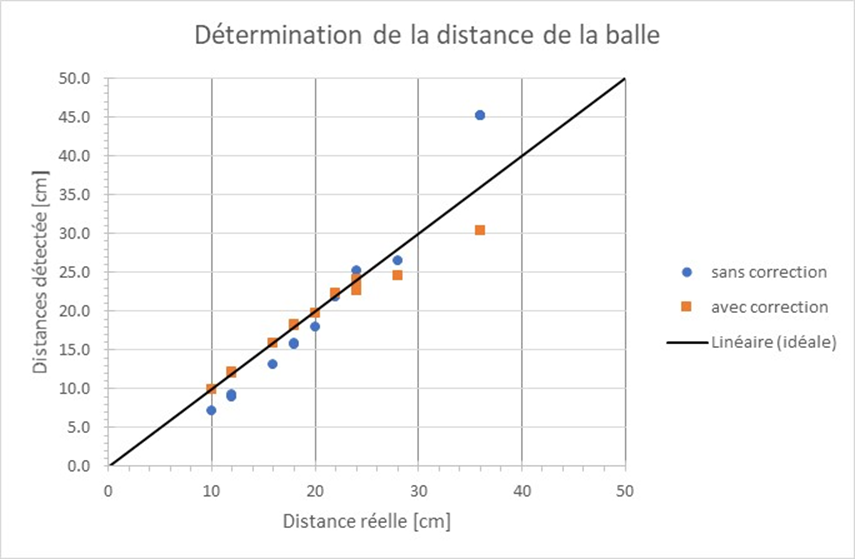 Détermination de la distance de la balle
Distances détectée [cm]
50.0
45.0
40.0
35.0
30.0
25.0
20.0
15.0
10.0
5.0
0.0
0 10 20 30 40 50
Distance réelle [cm]
sans correction
avec correction
Linéaire (idéale)